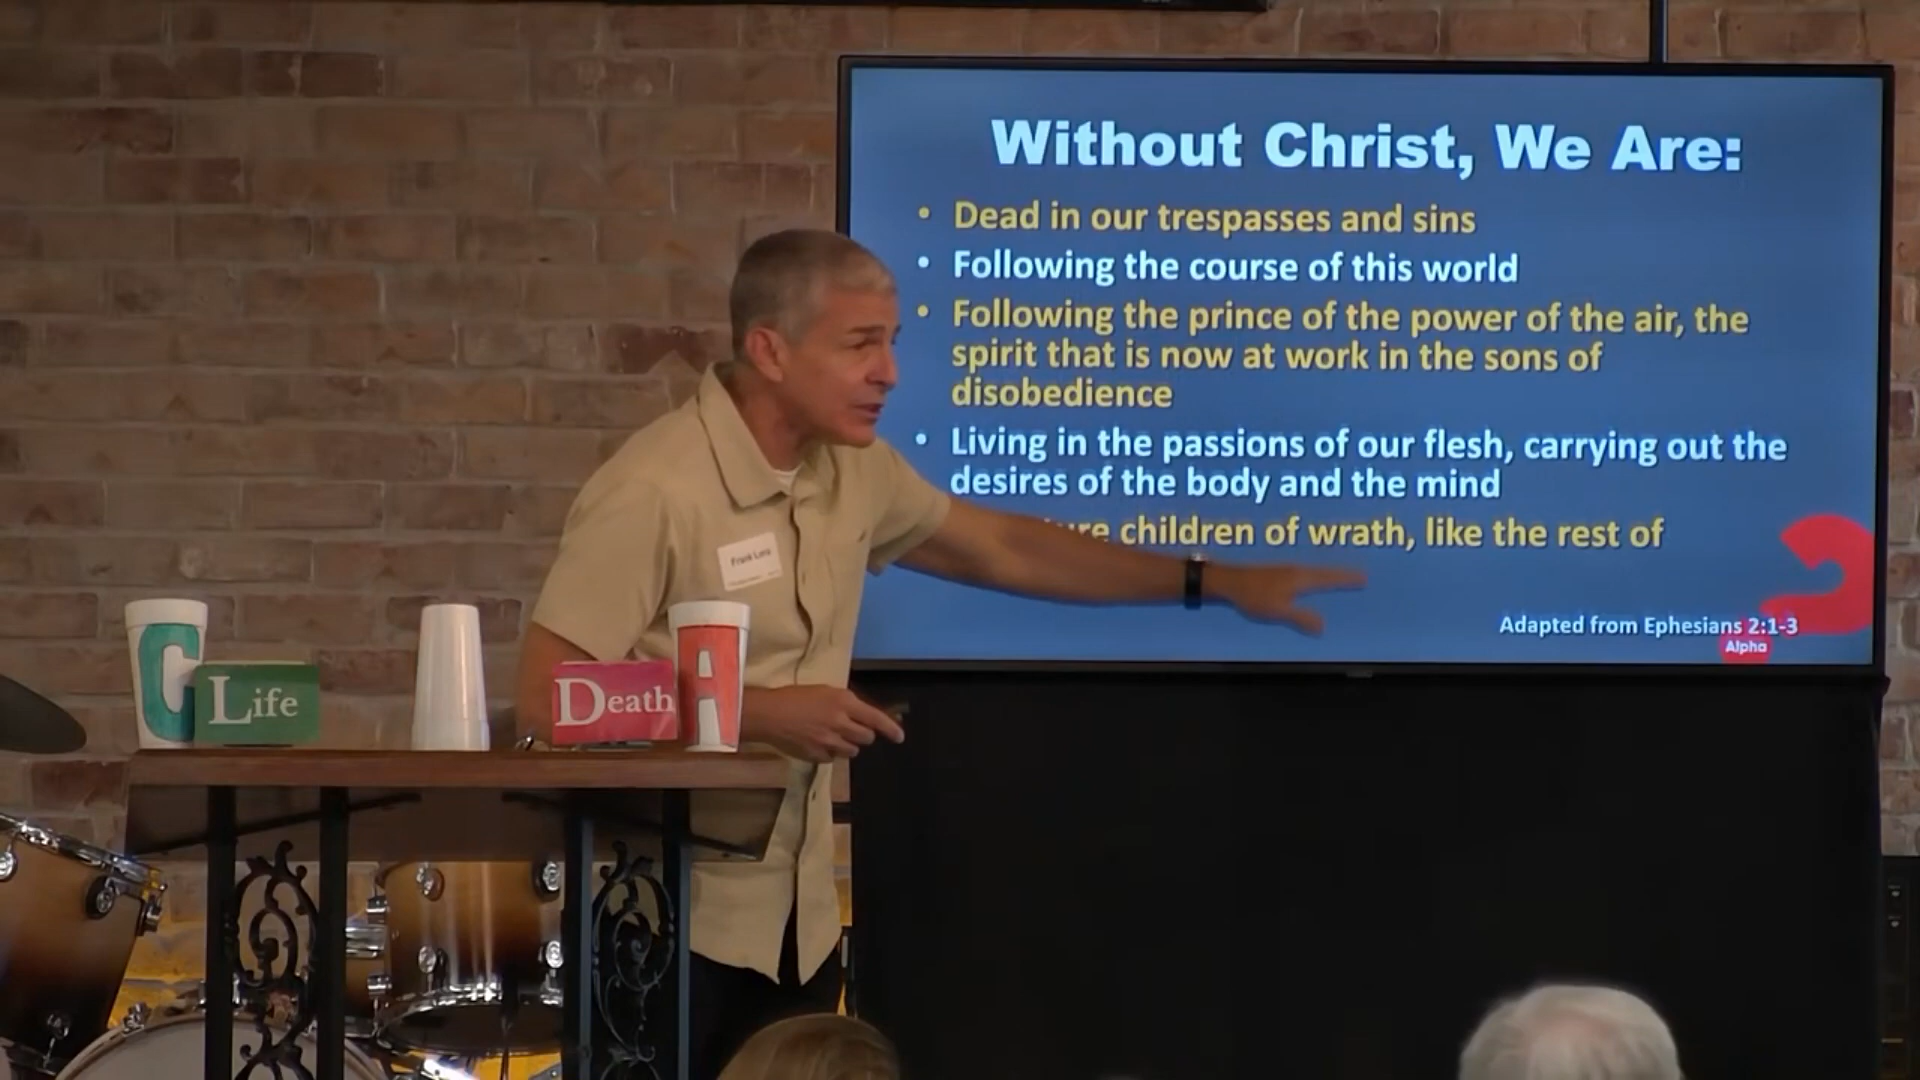 Without Christ, We Are:
• Dead in our trespasses and sins
• Following the course of this world
• Following the prince of the power of the air, the
spirit that is now at work in the sons of
disobedience
• Living in the passions of our flesh, carrying out the
desires of the body and the mind
children of wrath, like the rest of
Adapted from Ephesians 2:1-3
Alpha
Frank
C
Life
Death
A